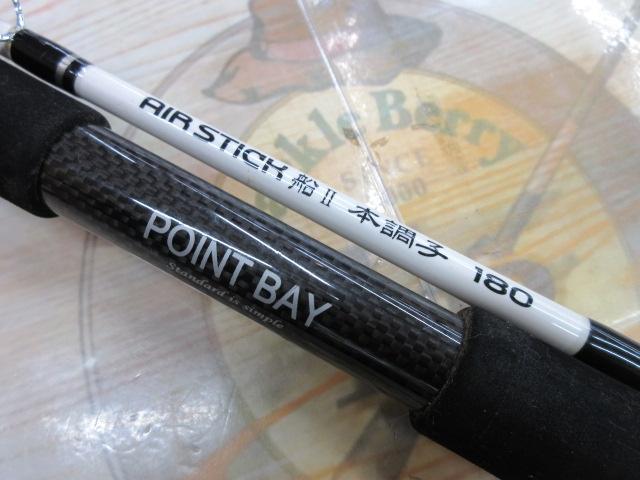 AIR STICK 船II 本調子 180
POINT BAY
Standard is simple
kle Berry
SINCE